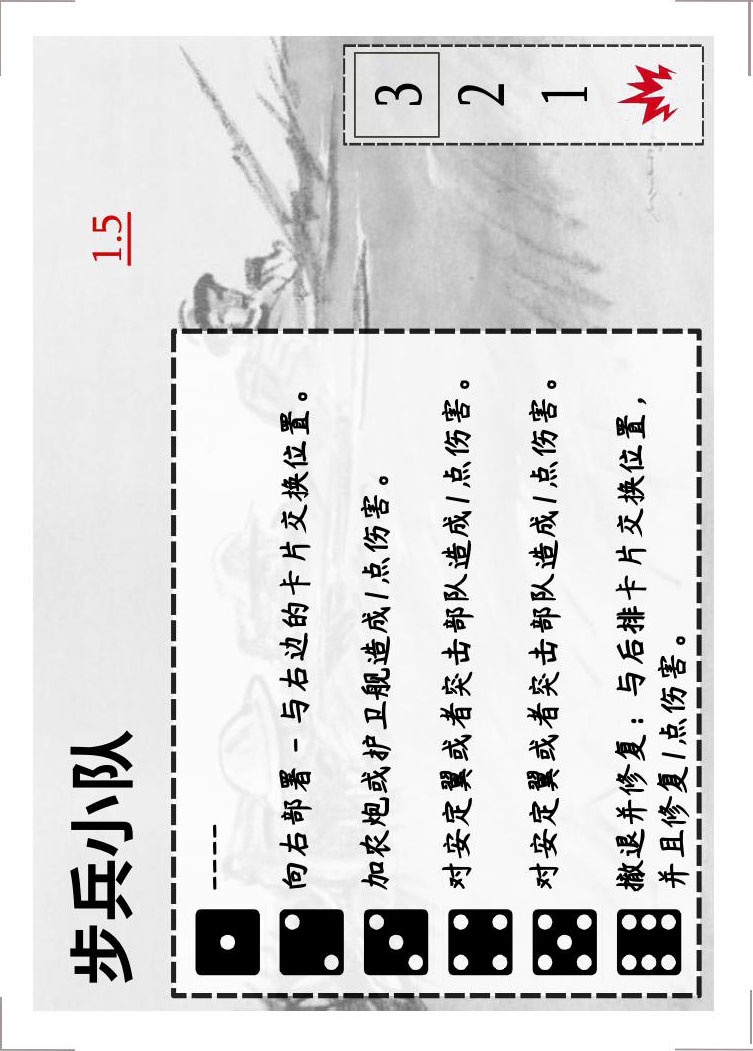 步兵小队
1.5
----
向右部署-与右边的卡片交换位置。
加农炮或护卫舰造成1点伤害。
对安定翼或者突击部队造成1点伤害。
对安定翼或者突击部队造成1点伤害。
撤退并修复：与后排卡片交换位置，
并且修复1点伤害。
3
2
1